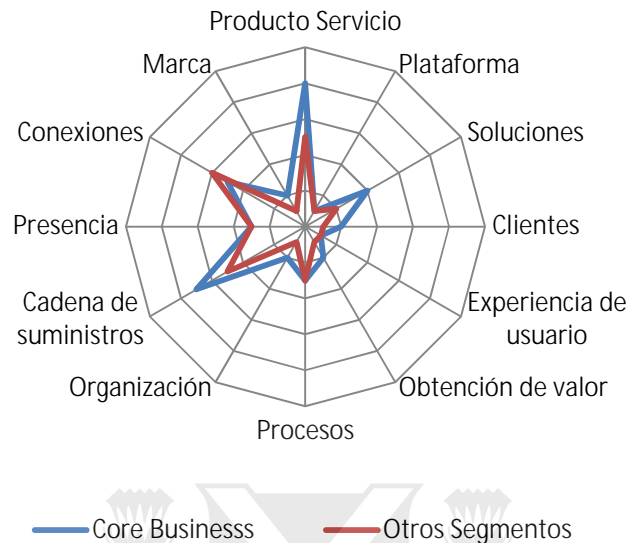 Producto Servicio
Marca
Plataforma
Conexiones
Soluciones
Presencia
Clientes
Cadena de
suministros
Experiencia de
usuario
Organización
Obtención de valor
Procesos
Core Businesss
Otros Segmentos